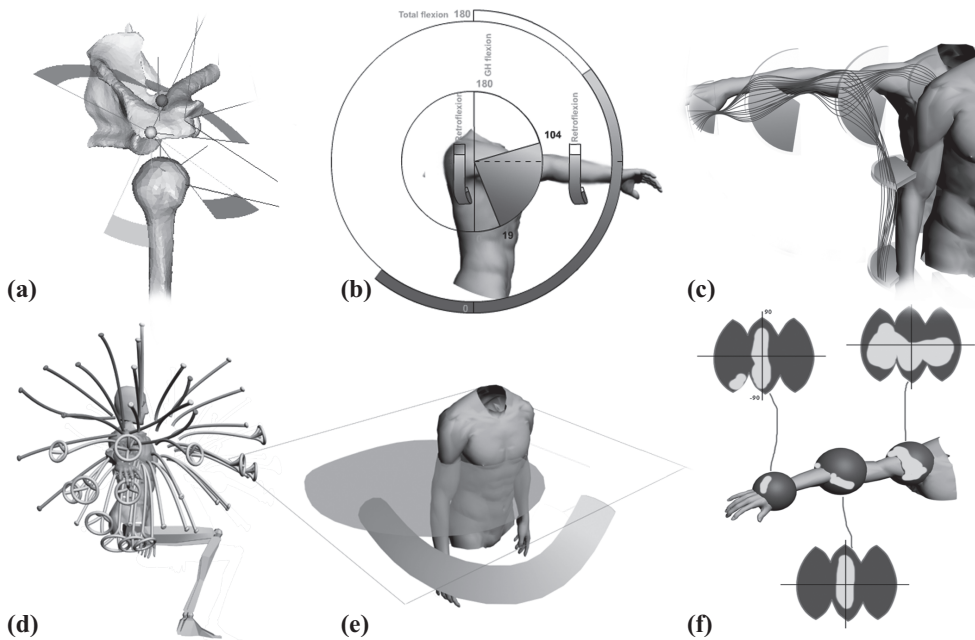 Total flexion 180
GH flexion
180
Retroflexion
Retroflexion
104
19
0
(a)
(b)
(c)
90
-90
(d)
(e)
(f)